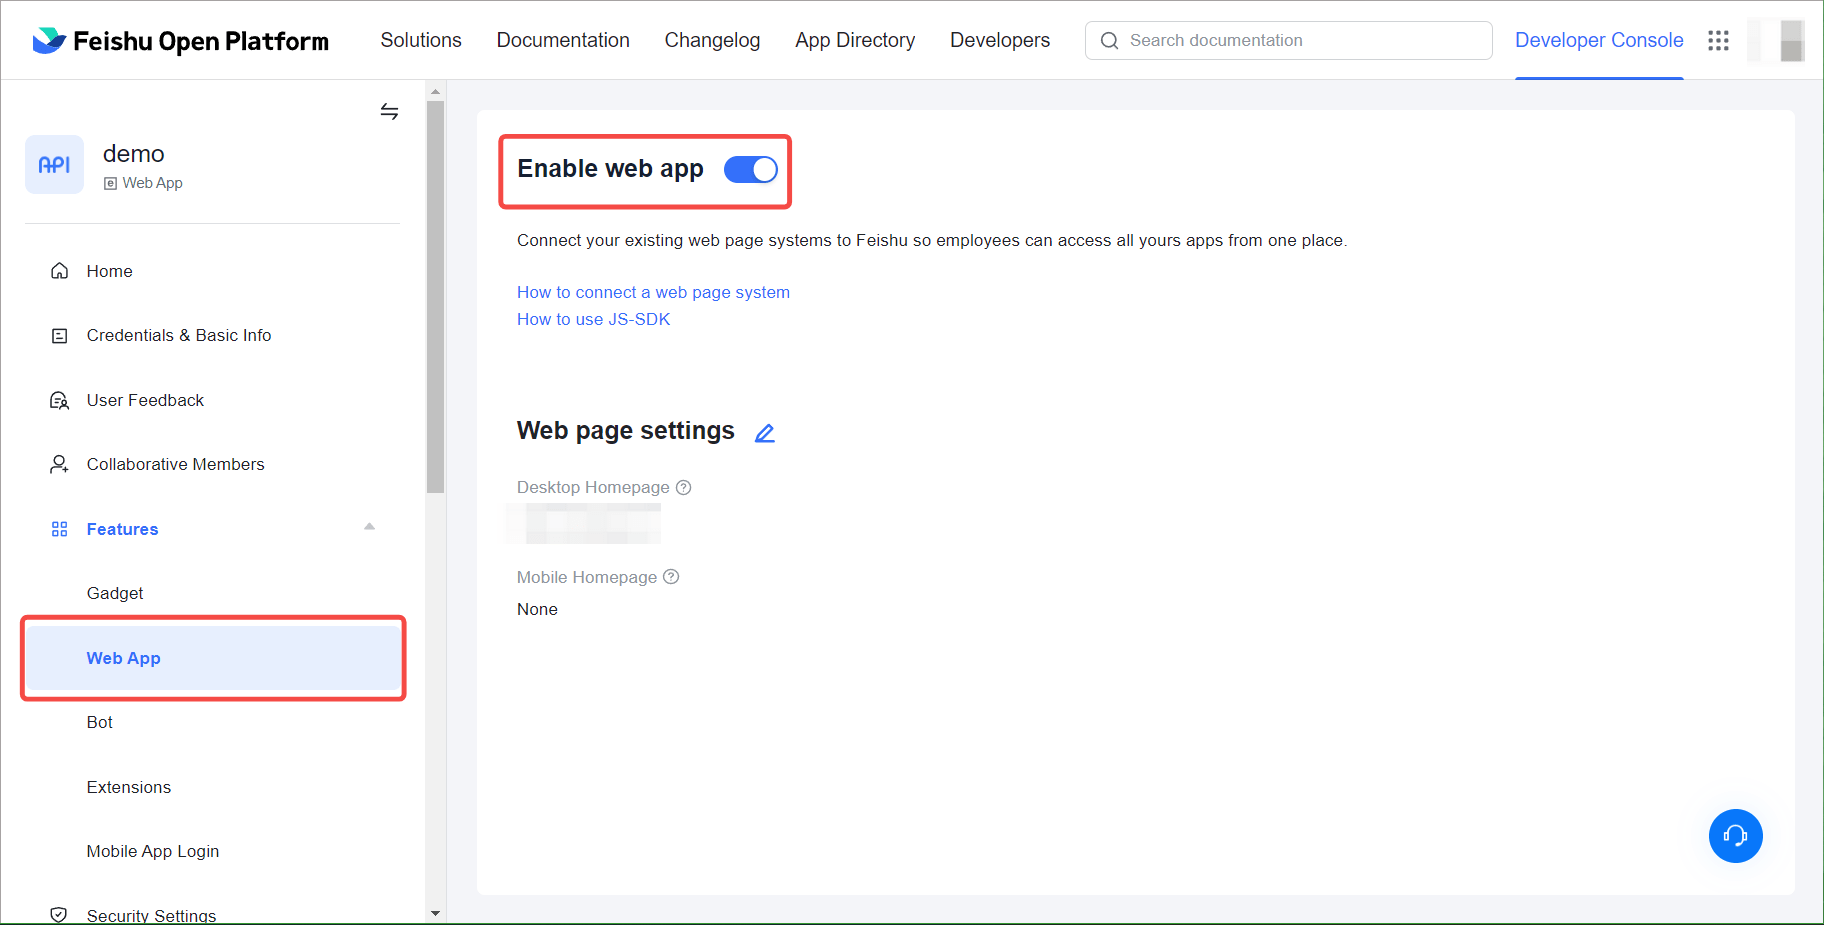 Feishu Open Platform
Solutions
Documentation
Changelog
App Directory
Developers
Search documentation
Developer Console
API
demo
Web App
Home
Credentials & Basic Info
User Feedback
Collaborative Members
Features
Gadget
Web App
Bot
Extensions
Mobile App Login
Security Settings
Enable web app
Connect your existing web page systems to Feishu so employees can access all yours apps from one place.
How to connect a web page system
How to use JS-SDK
Web page settings
Desktop Homepage
Mobile Homepage
None